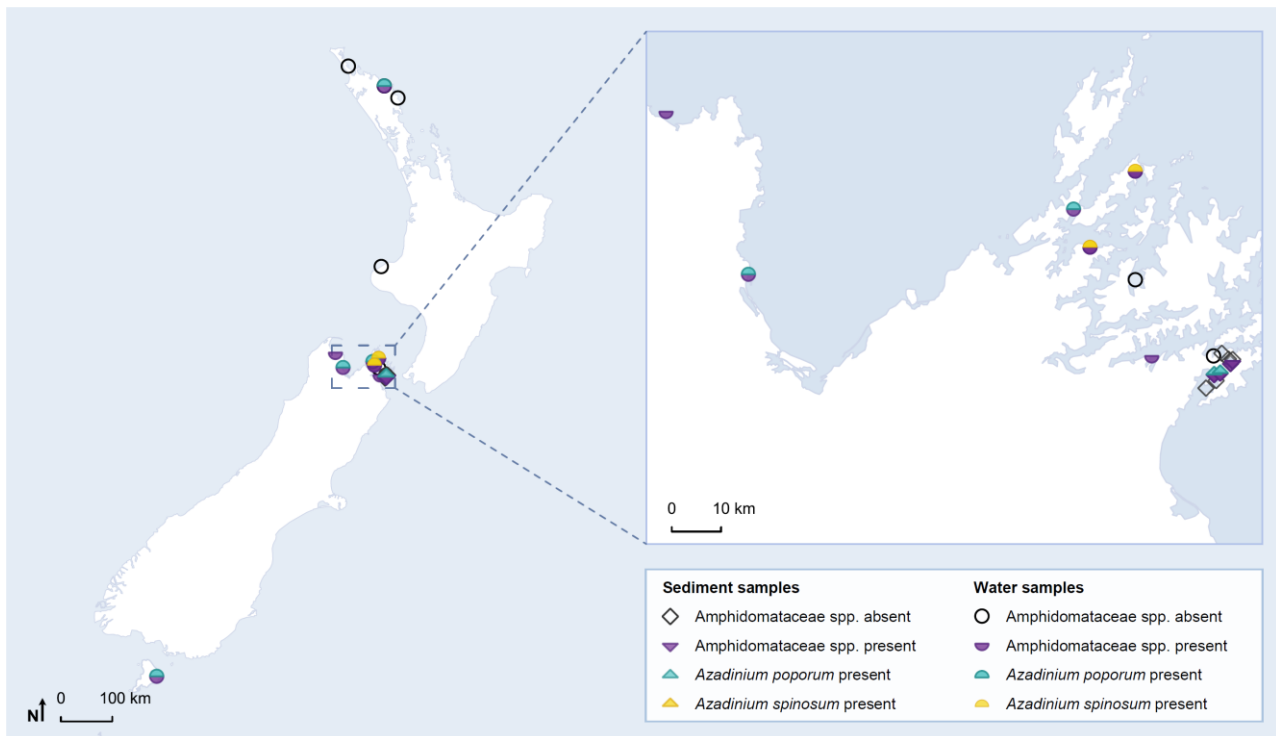 0 10 km
Sediment samples
Amphidomataceae spp. absent
Amphidomataceae spp. present
Azadinium poporum present
Azadinium spinosum present
Water samples
Amphidomataceae spp. absent
Amphidomataceae spp. present
Azadinium poporum present
Azadinium spinosum present
N 0 100 km